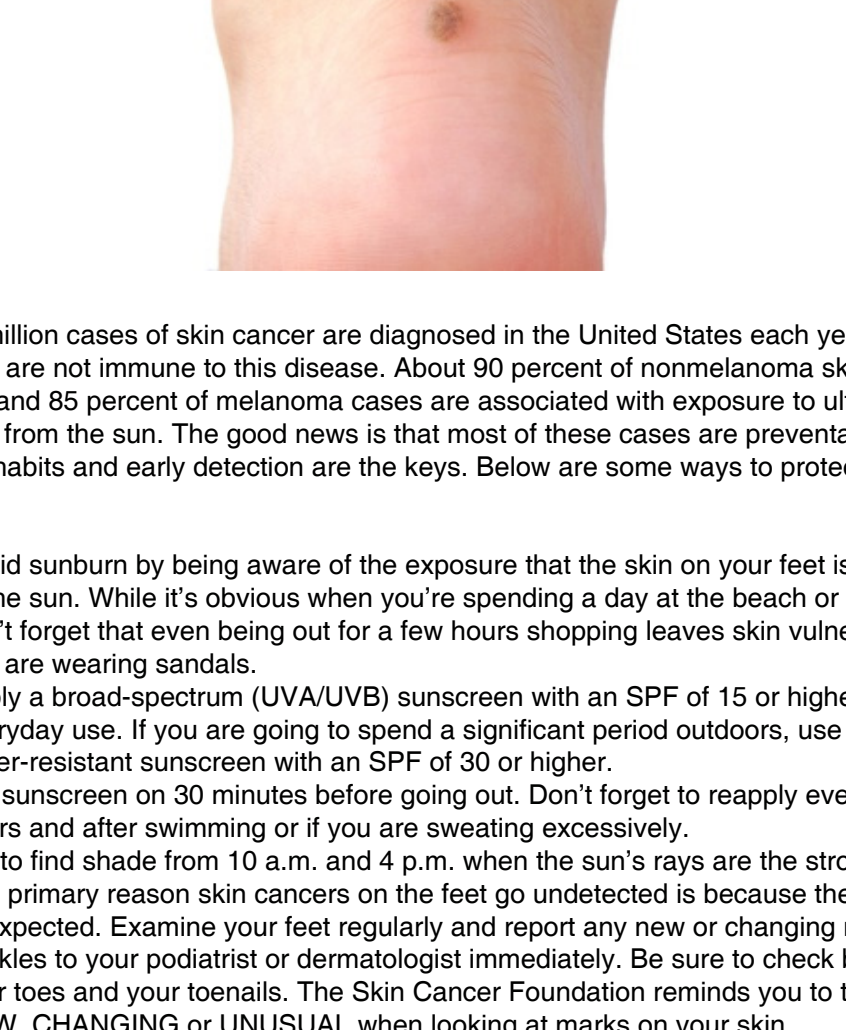 illion cases of skin cancer are diagnosed in the United States each ye
are not immune to this disease. About 90 percent of nonmelanoma sk
and 85 percent of melanoma cases are associated with exposure to ul
from the sun. The good news is that most of these cases are preventa
habits and early detection are the keys. Below are some ways to prote
id sunburn by being aware of the exposure that the skin on your feet is
he sun. While it’s obvious when you’re spending a day at the beach or
’t forget that even being out for a few hours shopping leaves skin vulne
are wearing sandals.
ly a broad-spectrum (UVA/UVB) sunscreen with an SPF of 15 or highe
ryday use. If you are going to spend a significant period outdoors, use
er-resistant sunscreen with an SPF of 30 or higher.
sunscreen on 30 minutes before going out. Don’t forget to reapply eve
rs and after swimming or if you are sweating excessively.
to find shade from 10 a.m. and 4 p.m. when the sun’s rays are the stro
primary reason skin cancers on the feet go undetected is because the
xpected. Examine your feet regularly and report any new or changing
kles to your podiatrist or dermatologist immediately. Be sure to check
r toes and your toenails. The Skin Cancer Foundation reminds you to t
W, CHANGING or UNUSUAL when looking at marks on your skin